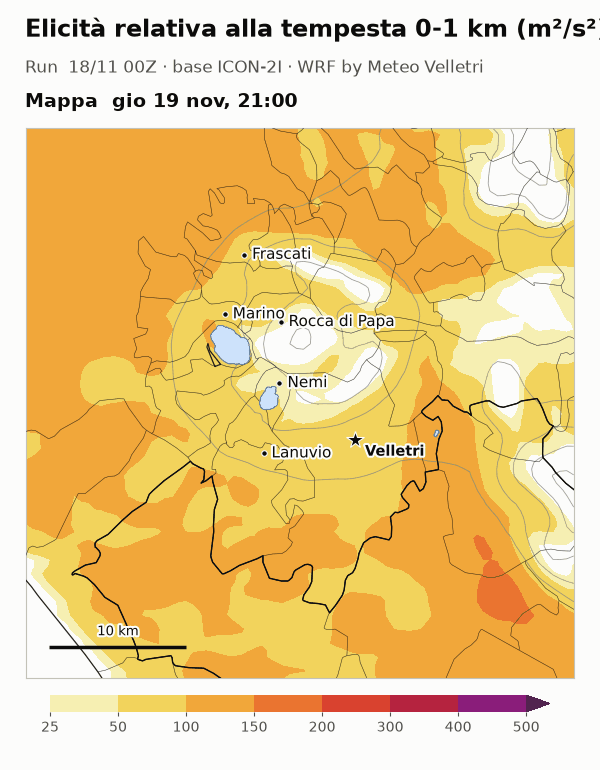 Elicità relativa alla tempesta 0-1 km (m²/s²)
Run  18/11 00Z · base ICON-2I · WRF by Meteo Velletri
Mappa  gio 19 nov, 21:00
Frascati
Marino
Rocca di Papa
Nemi
Velletri
Lanuvio
10 km
25 50 100 150 200 300 400 500